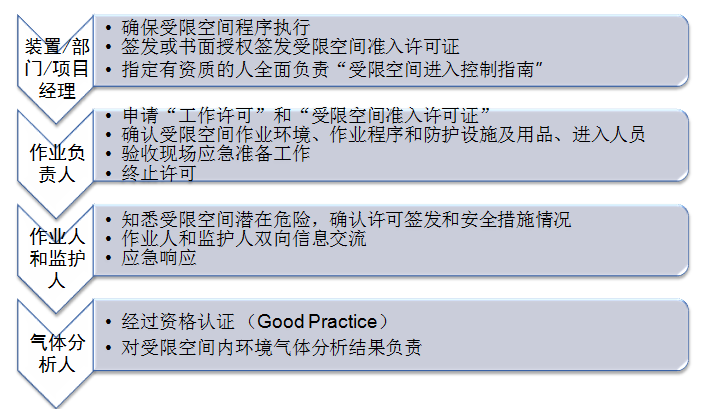 装置/部
门/项目
经理
• 确保受限空间程序执行
• 签发或书面授权签发受限空间准入许可证
• 指定有资质的人全面负责“受限空间进入控制指南”
作业负
责人
• 申请“工作许可”和“受限空间准入许可证”
• 确认受限空间作业环境、作业程序和防护设施及用品、进入人员
• 验收现场应急准备工作
• 终止许可
作业人
和监护
人
• 知悉受限空间潜在危险，确认许可签发和安全措施情况
• 作业人和监护人双向信息交流
• 应急响应
气体分
析人
• 经过资格认证（Good Practice）
• 对受限空间内环境气体分析结果负责